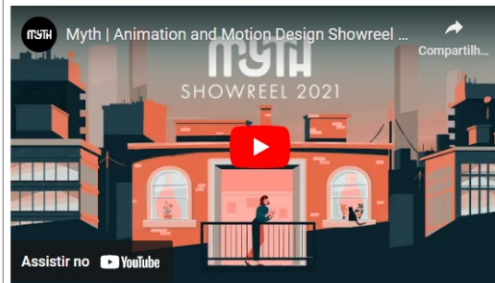 MYTH Myth | Animation and Motion Design Showreel ...
Compartilh...
MYTH
SHOWREEL 2021
Assistir no YouTube